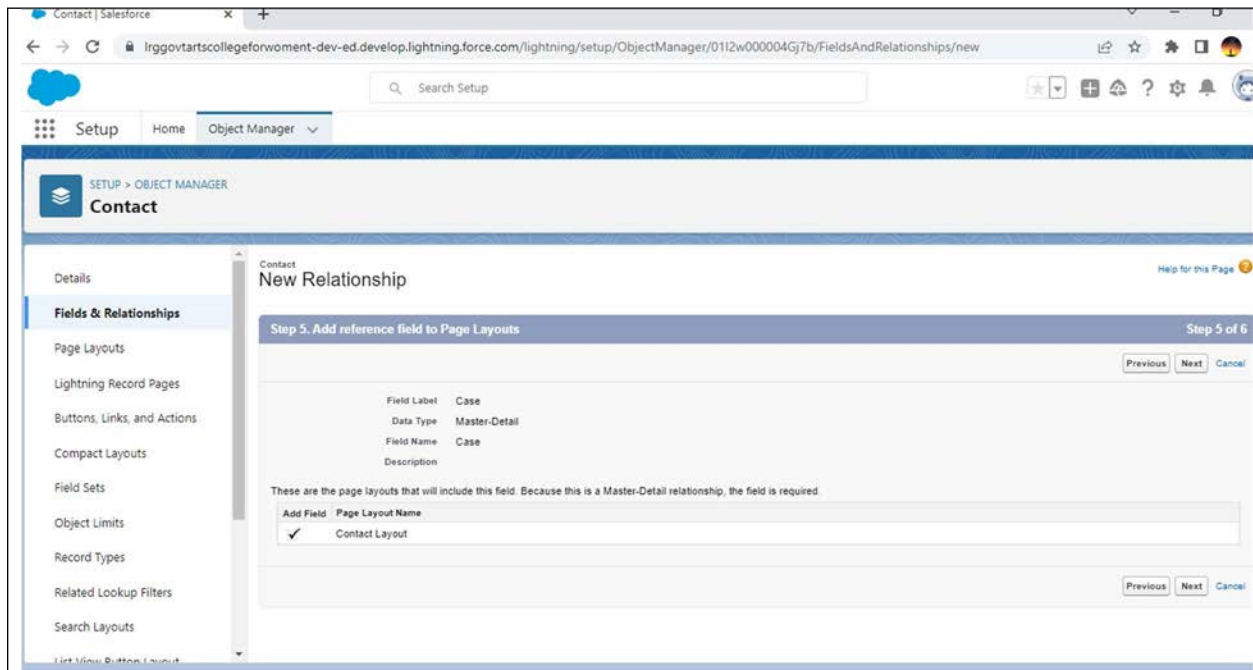 Contact | Salesforce
lrggovtartscollegeforwoment-dev-ed.develop.lightning.force.com/lightning/setup/ObjectManager/01I2w000004Gj7b/FieldsAndRelationships/new
Search Setup
Setup Home Object Manager
SETUP > OBJECT MANAGER
Contact
Details
Fields & Relationships
Page Layouts
Lightning Record Pages
Buttons, Links, and Actions
Compact Layouts
Field Sets
Object Limits
Record Types
Related Lookup Filters
Search Layouts
List View Button Layout
Contact
New Relationship
Help for this Page
Step 5. Add reference field to Page Layouts Step 5 of 6
Previous Next Cancel
Field Label Case
Data Type Master-Detail
Field Name Case
Description
These are the page layouts that will include this field. Because this is a Master-Detail relationship, the field is required.
Add Field Page Layout Name
Contact Layout
Previous Next Cancel